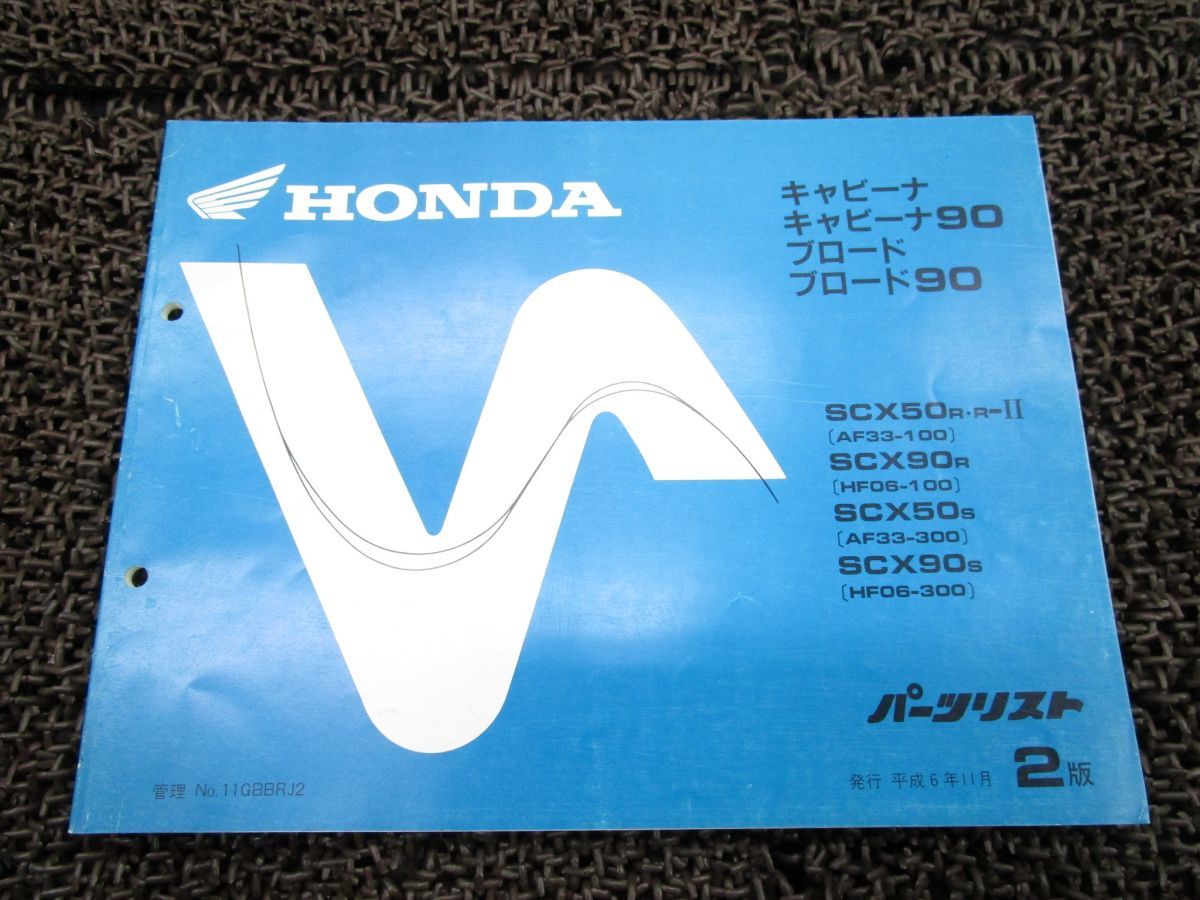 HONDA
キャビーナ
キャビーナ90
ブロード
ブロード90
SCX50R・R-II
〔AF33-100〕
SCX90R
〔HF06-100〕
SCX50S
〔AF33-300〕
SCX90S
〔HF06-300〕
パーツリスト
管理 No.11GBBRJ2
発行 平成6年11月 2版